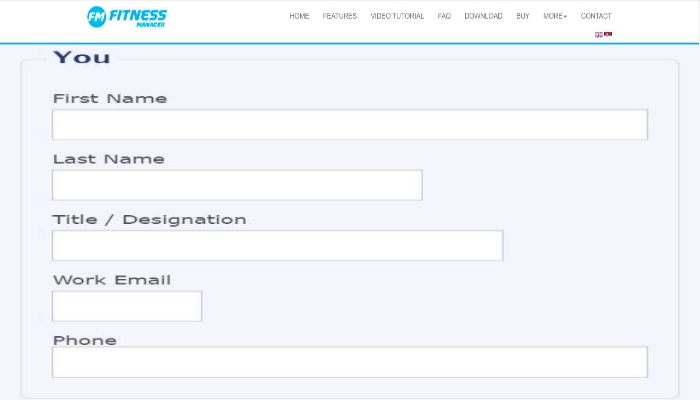 FM FITNESS
MANAGER
HOME FEATURES VIDEO TUTORIAL FAQ DOWNLOAD BUY MORE CONTACT
You
First Name
Last Name
Title / Designation
Work Email
Phone